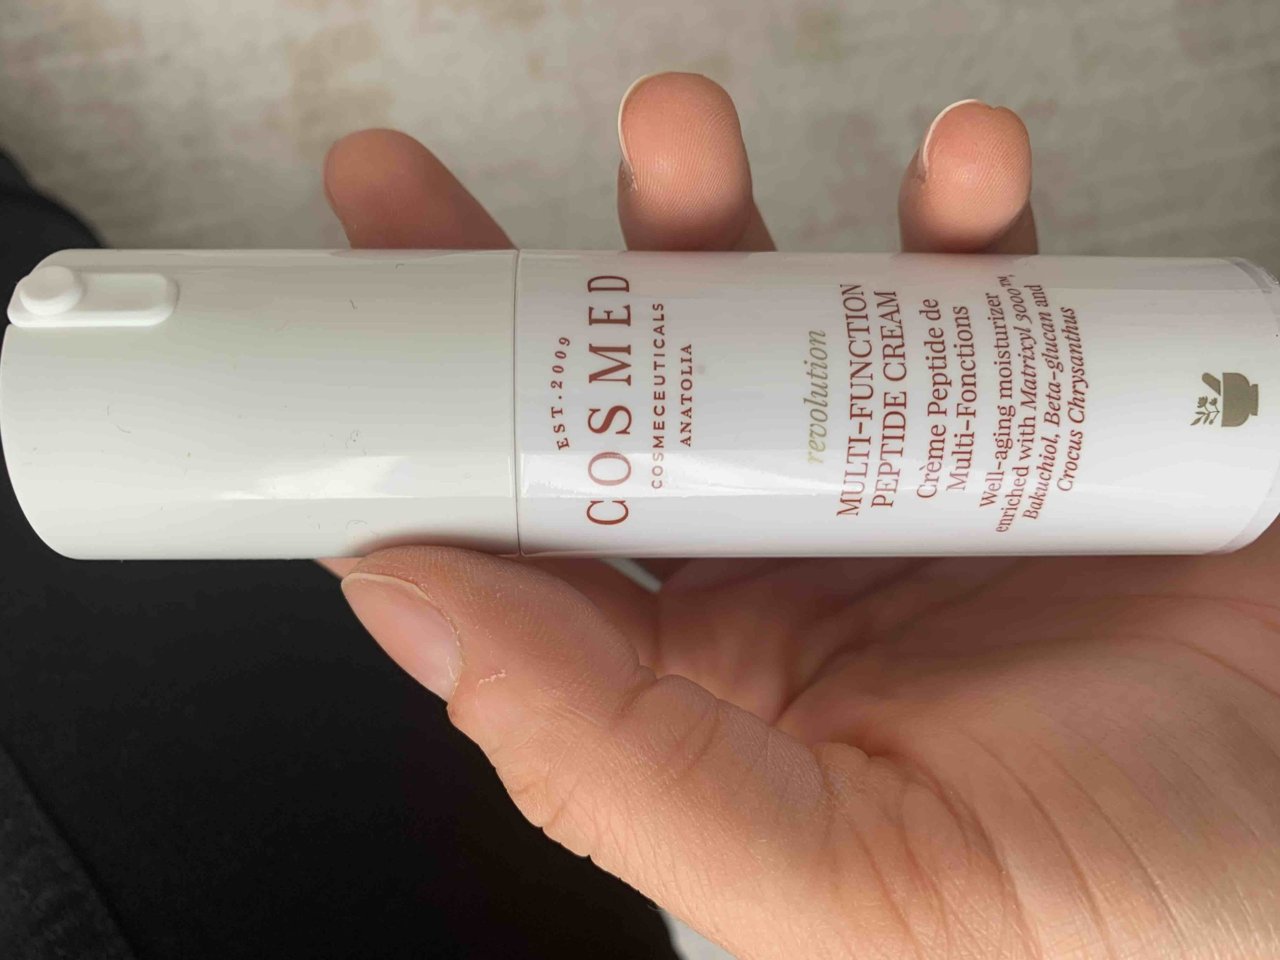 EST.2009
COSMED
COSMECEUTICALS
ANATOLIA
revolution
MULTI-FUNCTION
PEPTIDE CREAM
Crème Peptide de
Multi-Fonctions
Well-aging moisturizer
enriched with Matrixyl 3000™,
Bakuchiol, Beta-glucan and
Crocus Chrysanthus